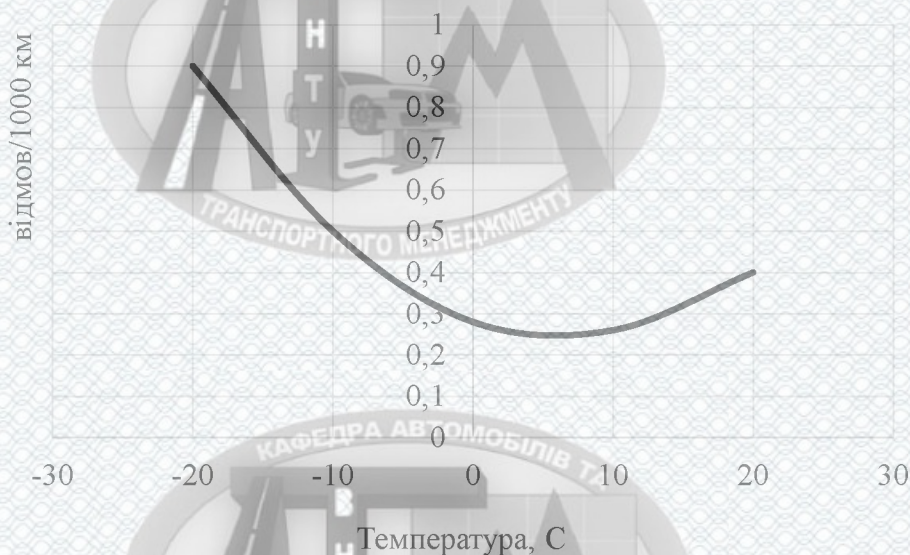 відмов/1000 км
1
0,9
0,8
0,7
0,6
0,5
0,4
0,3
0,2
0,1
0
-30 -20 -10 0 10 20 30
Температура, С
Н
Т
У
ТРАНСПОРТНОГО МЕНЕДЖМЕНТУ
КАФЕДРА АВТОМОБІЛІВ ТА
В
Н